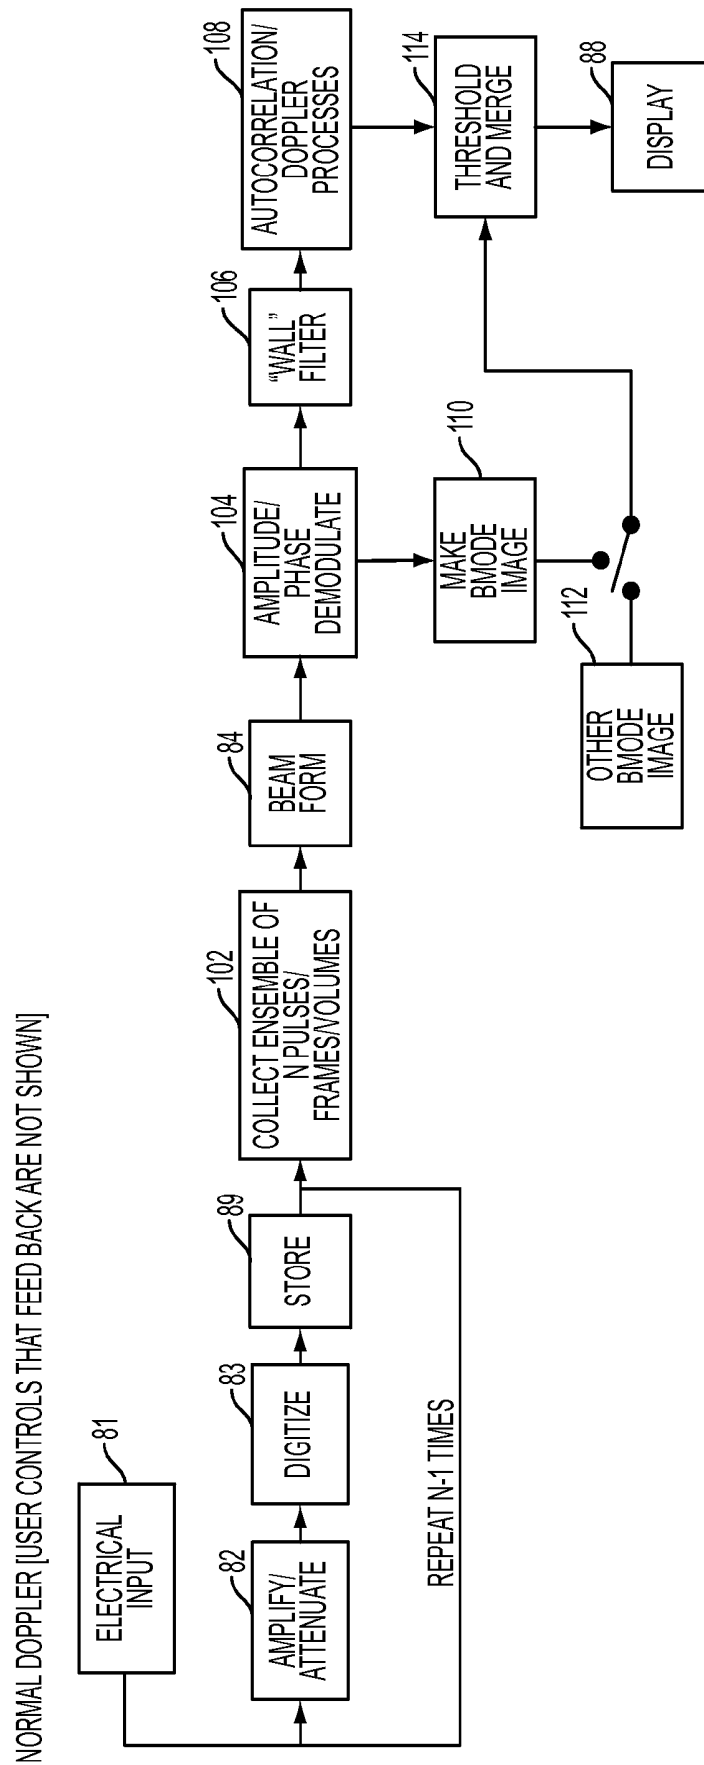 NORMAL DOPPLER [USER CONTROLS THAT FEED BACK ARE NOT SHOWN]
81
ELECTRICAL
INPUT
82
AMPLIFY/
ATTENUATE
83
DIGITIZE
89
STORE
REPEAT N-1 TIMES
102
COLLECT ENSEMBLE OF
N PULSES/
FRAMES/VOLUMES
84
BEAM
FORM
104
AMPLITUDE/
PHASE
DEMODULATE
106
“WALL”
FILTER
108
AUTOCORRELATION/
DOPPLER
PROCESSES
110
MAKE
BMODE
IMAGE
112
OTHER
BMODE
IMAGE
114
THRESHOLD
AND MERGE
88
DISPLAY